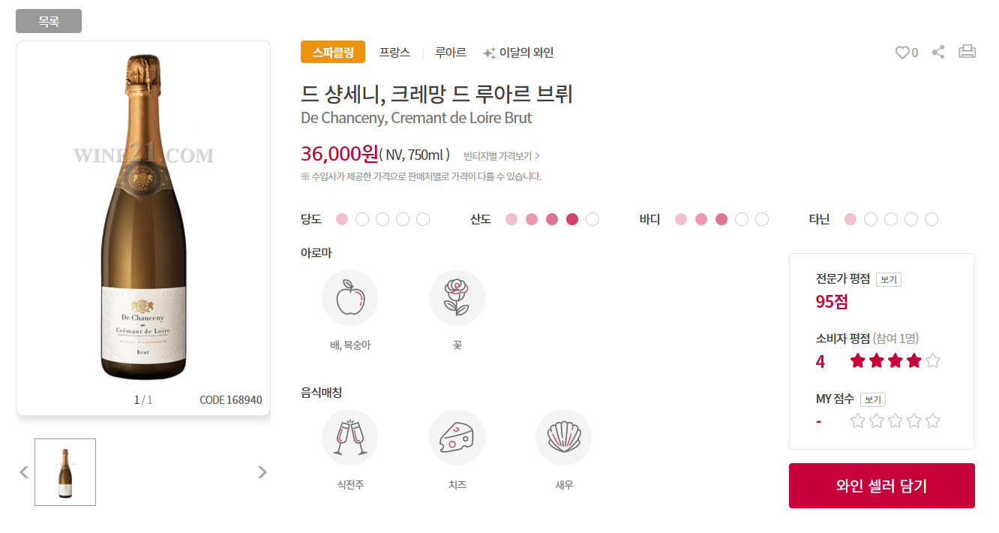 목록
스파클링 프랑스 루아르 이달의 와인
0
드 샹세니, 크레망 드 루아르 브뤼
De Chanceny, Cremant de Loire Brut
36,000원( NV, 750ml ) 빈티지별 가격보기
※ 수입사가 제공한 가격으로 판매처별로 가격이 다를 수 있습니다.
당도 산도 바디 타닌
아로마
배, 복숭아 꽃
음식매칭
식전주 치즈 새우
WINE21.COM
De Chanceny
Crémant de Loire
Brut
1 / 1 CODE 168940
전문가 평점 보기
95점
소비자 평점 (참여 1명)
4
MY 점수 보기
-
와인 셀러 담기